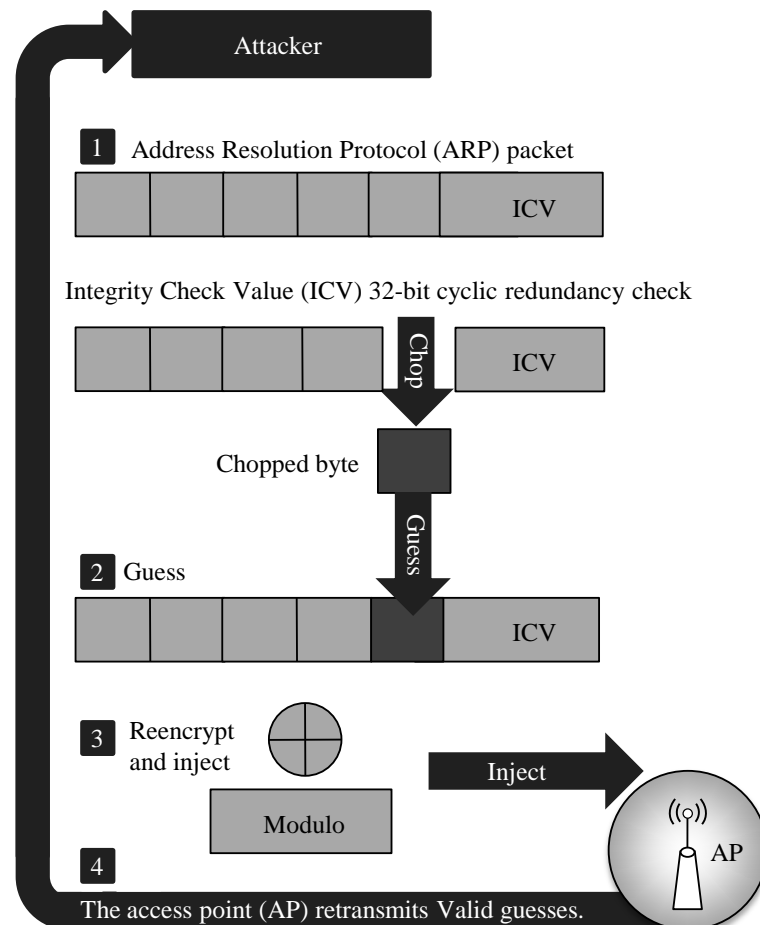 Attacker
1 Address Resolution Protocol (ARP) packet
ICV
Integrity Check Value (ICV) 32-bit cyclic redundancy check
Chop
ICV
Chopped byte
Guess
2 Guess
ICV
3 Reencrypt
and inject
Inject
Modulo
AP
4
The access point (AP) retransmits Valid guesses.